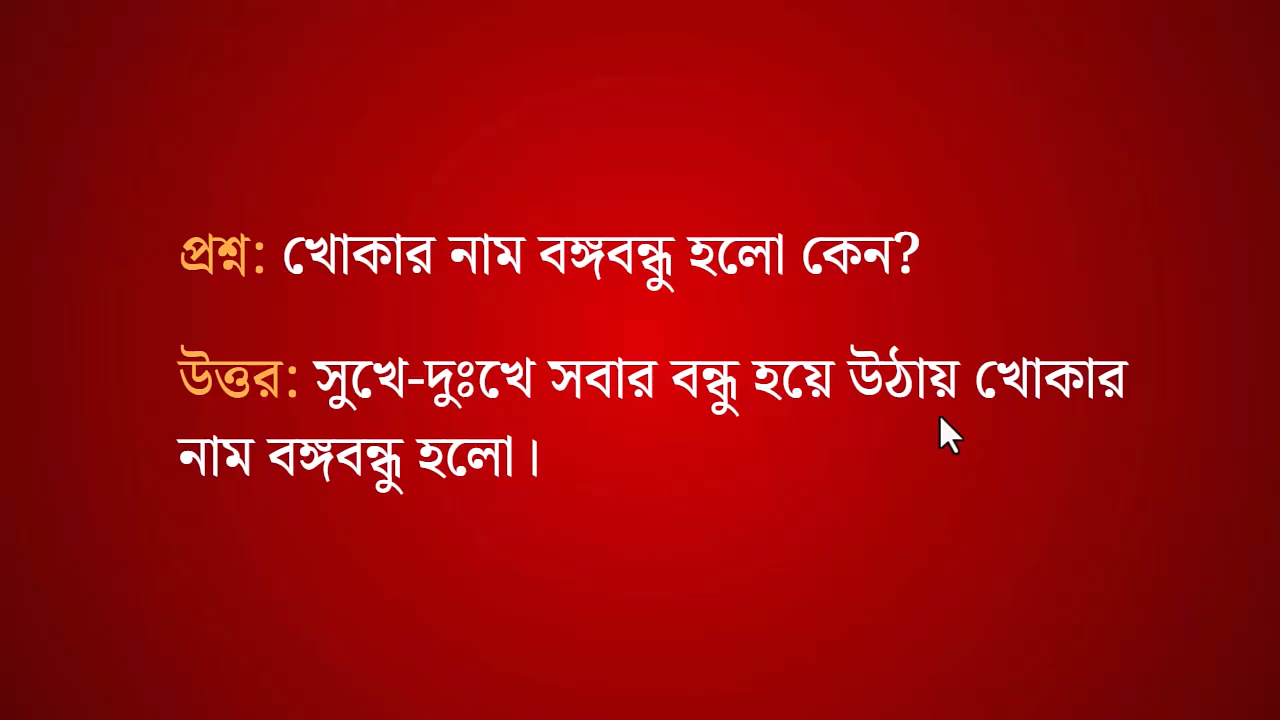 প্রশ্ন: খোকার নাম বঙ্গবন্ধু হলো কেন?
উত্তর: সুখে-দুঃখে সবার বন্ধু হয়ে উঠায় খোকার
নাম বঙ্গবন্ধু হলো।